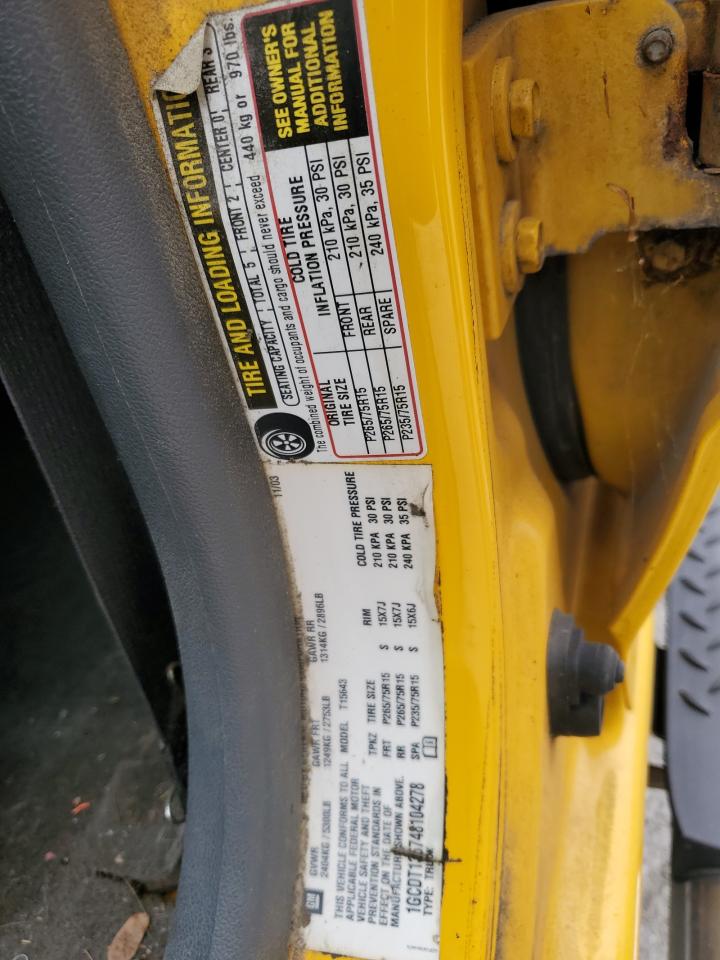 TIRE AND LOADING INFORMATIO
SEATING CAPACITY TOTAL 5 FRONT 2 CENTER 0 REAR 3
The combined weight of occupants and cargo should never exceed 440 kg or 970 lbs.
ORIGINAL TIRE SIZE
COLD TIRE INFLATION PRESSURE
P265/75R15 FRONT 210 kPa, 30 PSI
P265/75R15 REAR 210 kPa, 30 PSI
P235/75R15 SPARE 240 kPa, 35 PSI
SEE OWNER'S
MANUAL FOR
ADDITIONAL
INFORMATION
11/03
GM
GVWR GAWR FRT GAWR RR
2404KG / 5300LB 1249KG / 2753LB 1314KG / 2896LB
THIS VEHICLE CONFORMS TO ALL
APPLICABLE FEDERAL MOTOR
VEHICLE SAFETY AND THEFT
PREVENTION STANDARDS IN
EFFECT ON THE DATE OF
MANUFACTURE SHOWN ABOVE.
MODEL T15643
TPKZ TIRE SIZE RIM COLD TIRE PRESSURE
FRT P265/75R15 S 15X7J 210 KPA 30 PSI
RR P265/75R15 S 15X7J 210 KPA 30 PSI
SPA P235/75R15 S 15X6J 240 KPA 35 PSI
TYPE: TRUCK